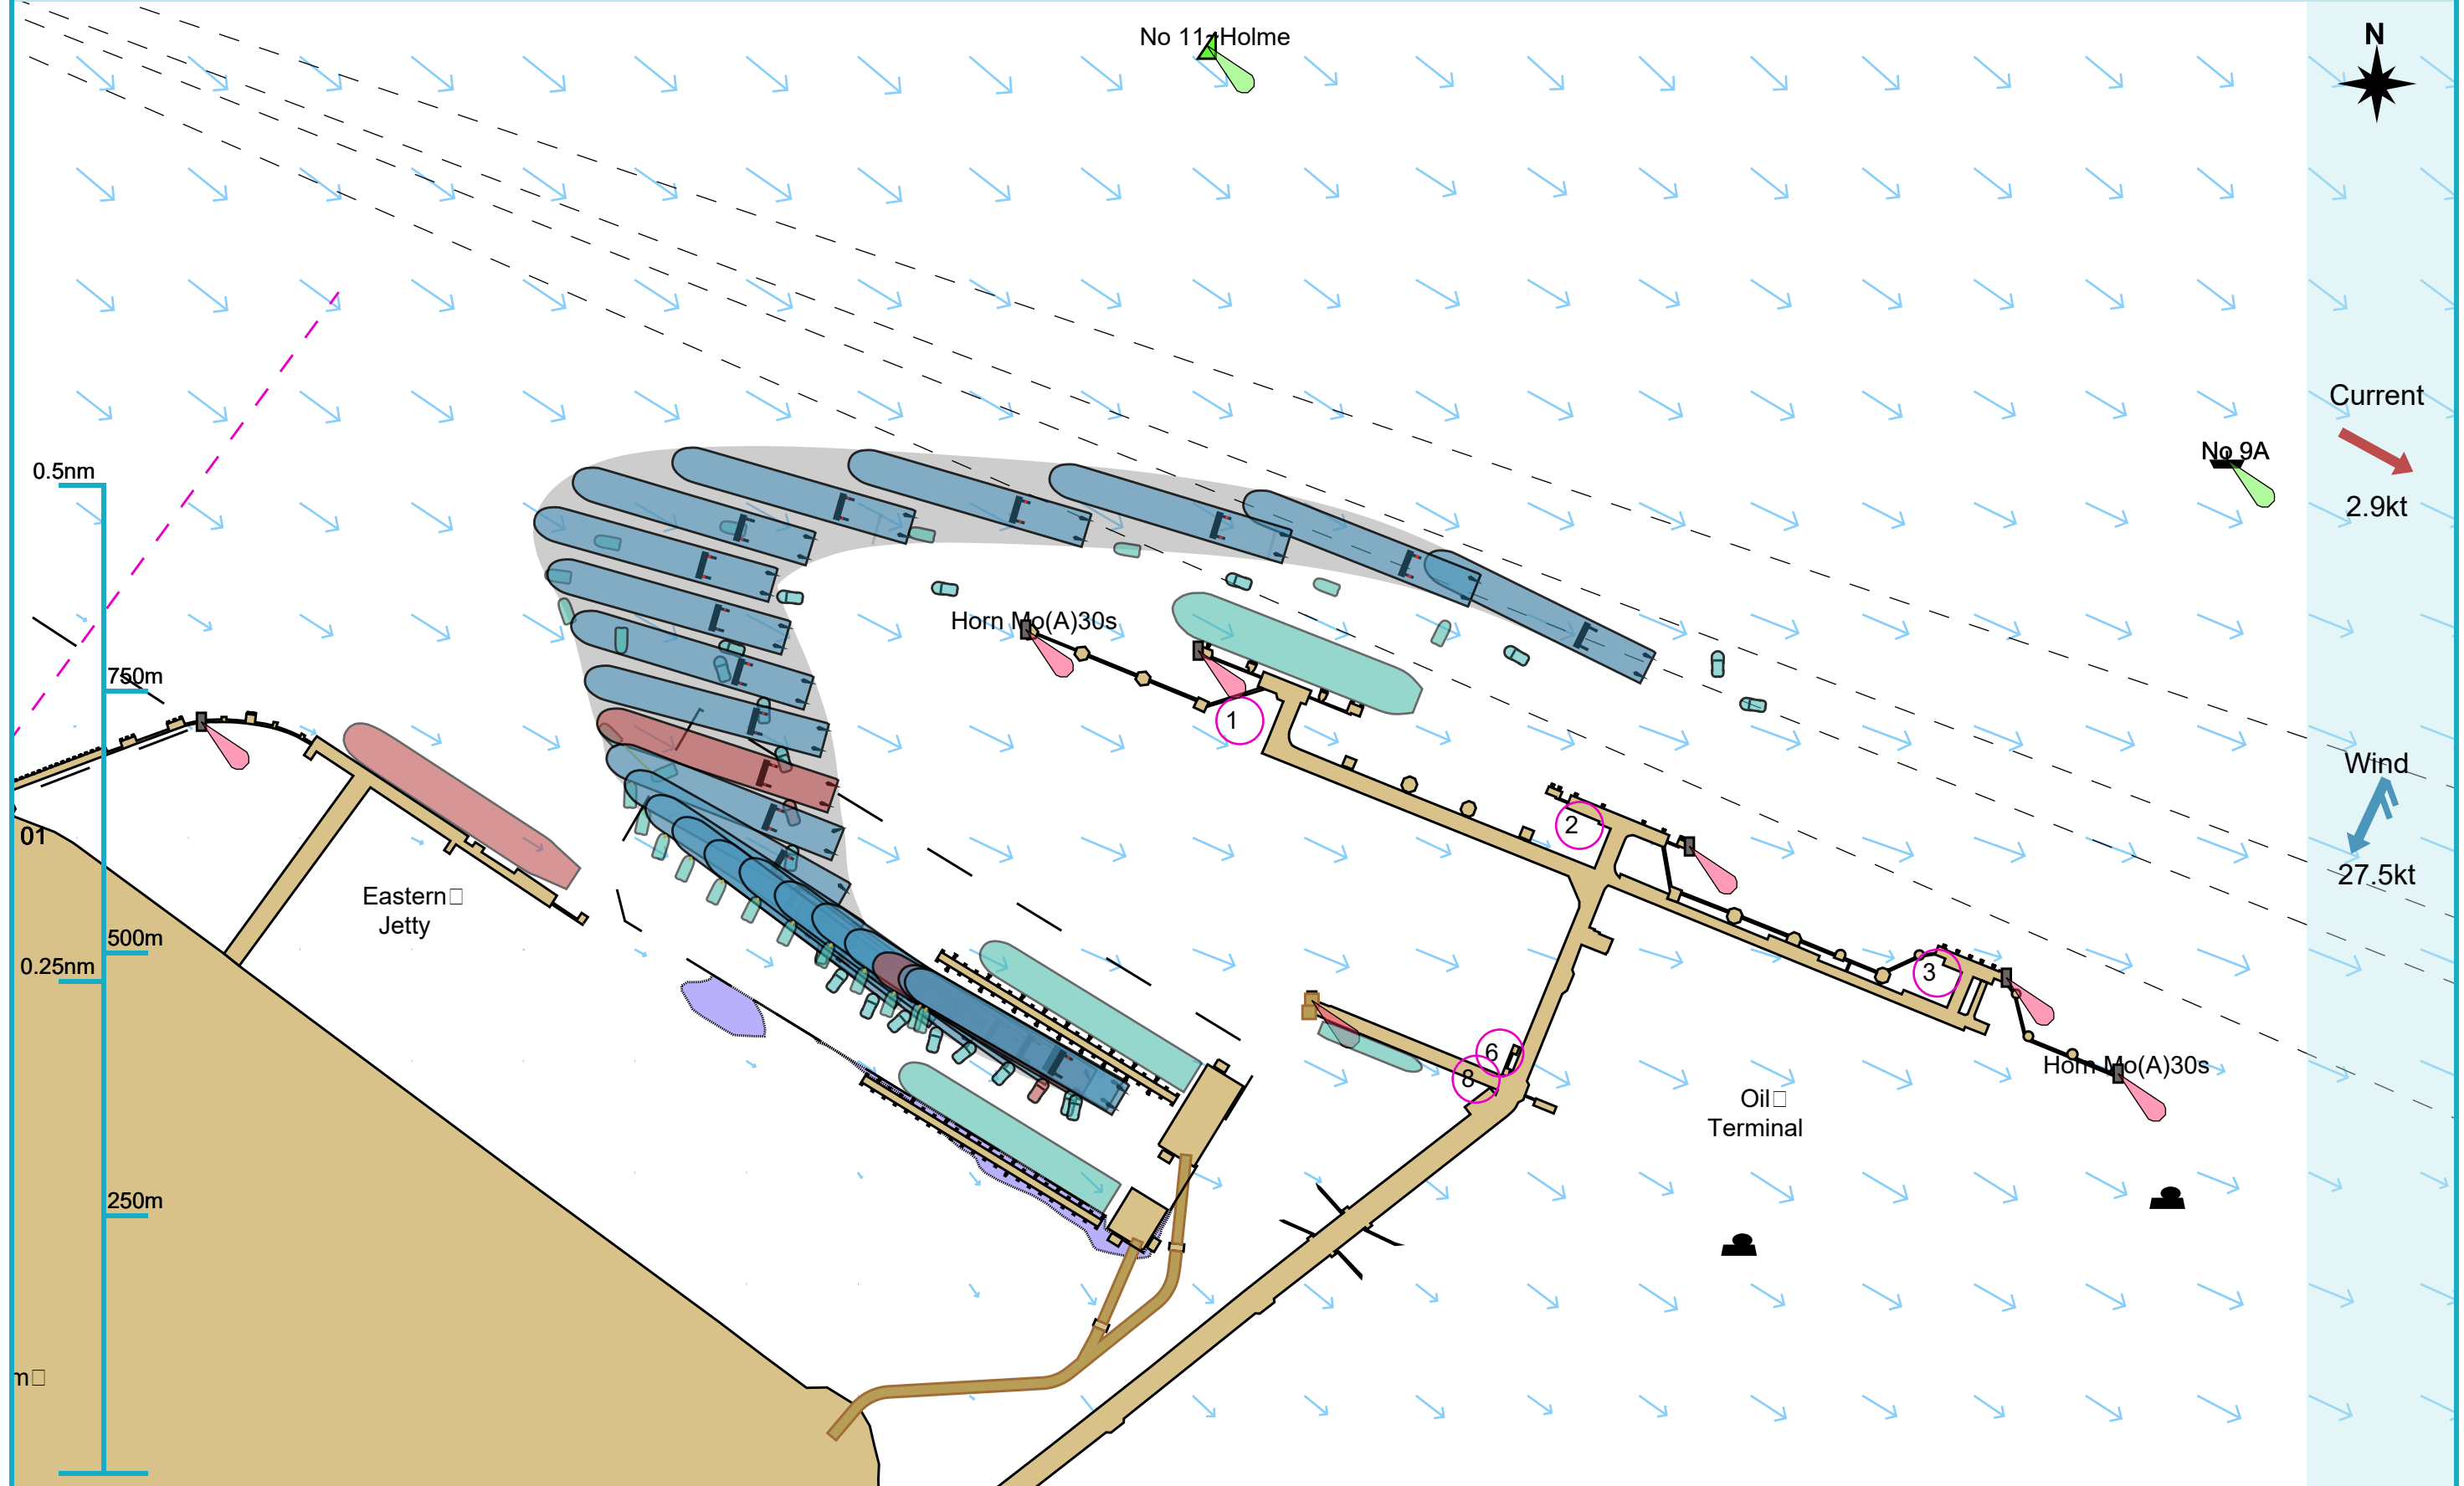 No 11-Holme
N
Current
2.9kt
No 9A
0.5nm
Horn Mo(A)30s
750m
1
Wind
27.5kt
2
01
Eastern
Jetty
500m
0.25nm
3
6
8
Horn Mo(A)30s
Oil
Terminal
250m
m